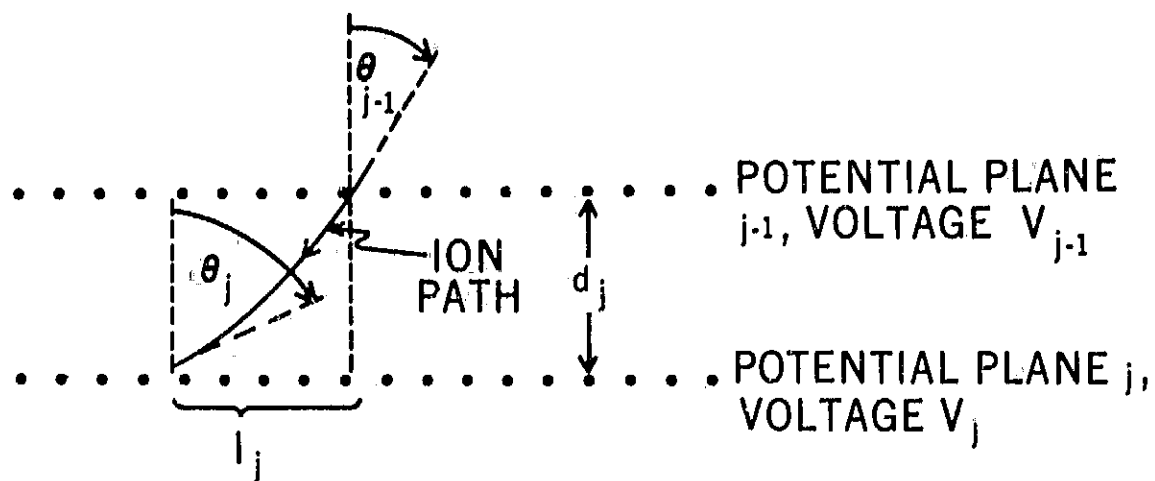 θ
j-1
POTENTIAL PLANE
j-1, VOLTAGE V j-1
θ j
ION
PATH
d j
POTENTIAL PLANE j,
VOLTAGE V j
l j